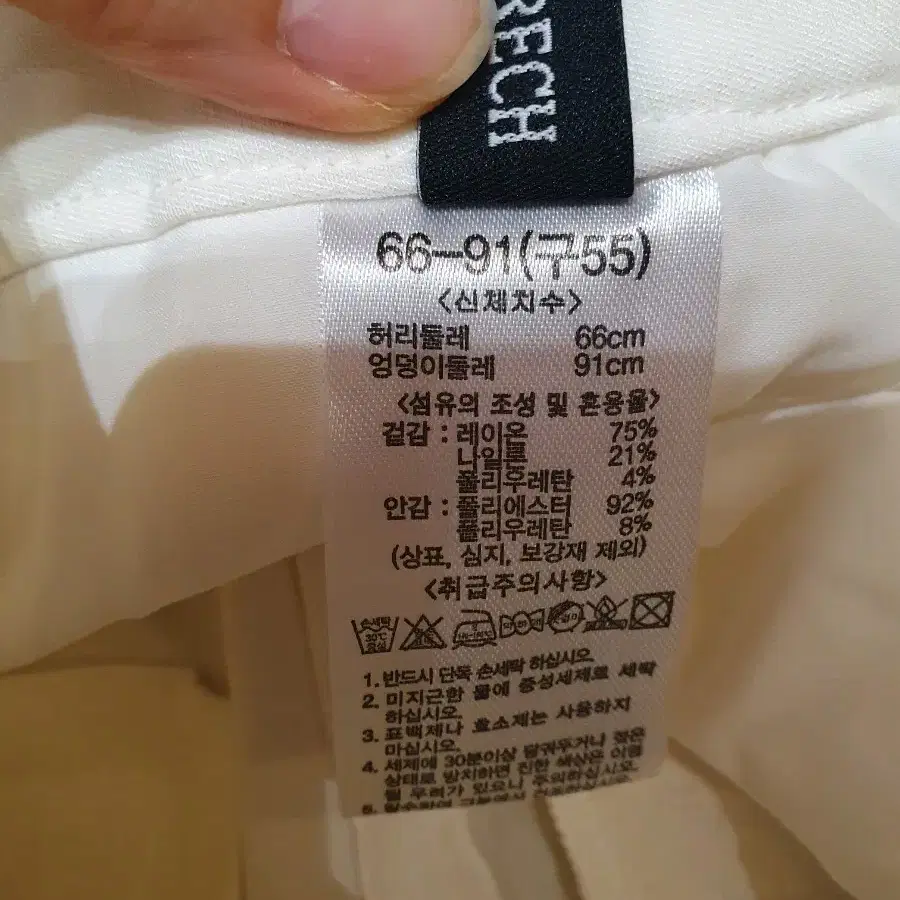 RECH
66-91(구55)
<신체치수>
허리둘레 66cm
엉덩이둘레 91cm
<섬유의 조성 및 혼용율>
겉감 : 레이온 75%
나일론 21%
폴리우레탄 4%
안감 : 폴리에스터 92%
폴리우레탄 8%
(상표, 심지, 보강재 제외)
<취급주의사항>
손세탁
30℃
중성
1. 반드시 단독 손세탁 하십시오.
2. 미지근한 물에 중성세제로 세탁
하십시오.
3. 표백제나 효소제는 사용하지
마십시오.
4. 세제에 30분이상 담궈두거나 젖은
상태로 방치하면 진한 색상은 이염
될 우려가 있으니 주의하십시오.
5.